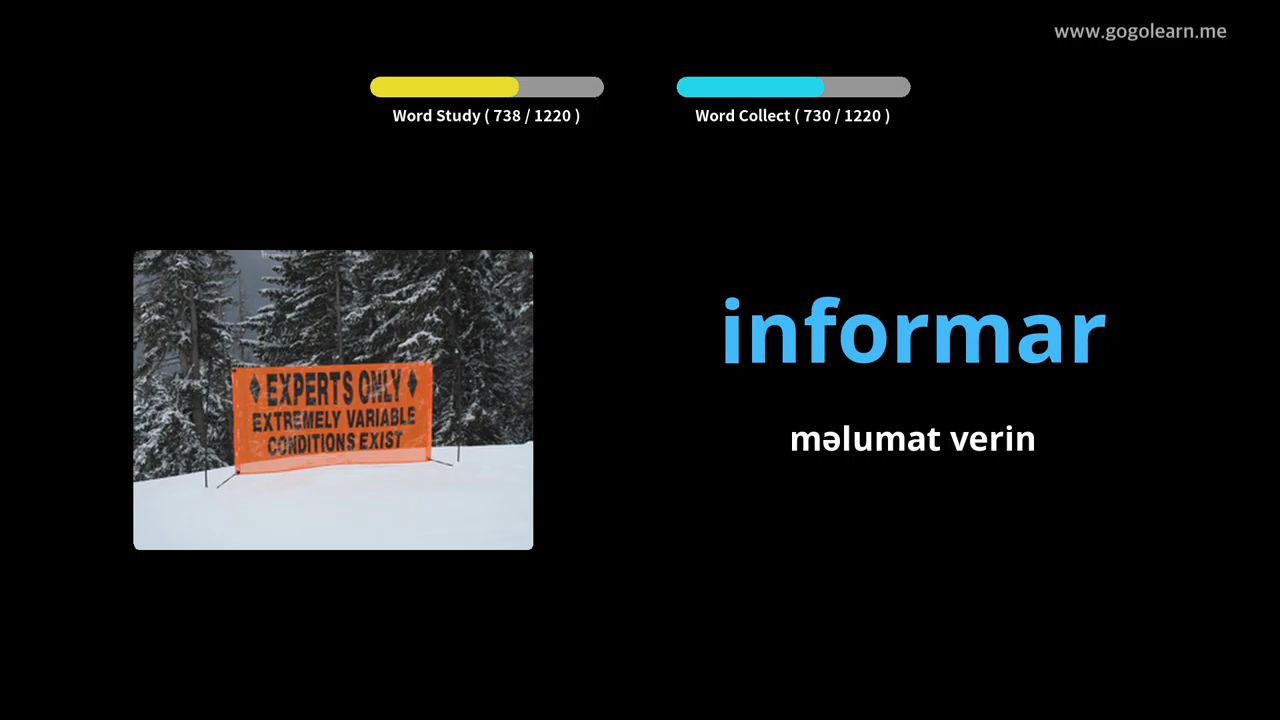 www.gogolearn.me
Word Study ( 738 / 1220 )
Word Collect ( 730 / 1220 )
EXPERTS ONLY
EXTREMELY VARIABLE
CONDITIONS EXIST
informar
məlumat verin